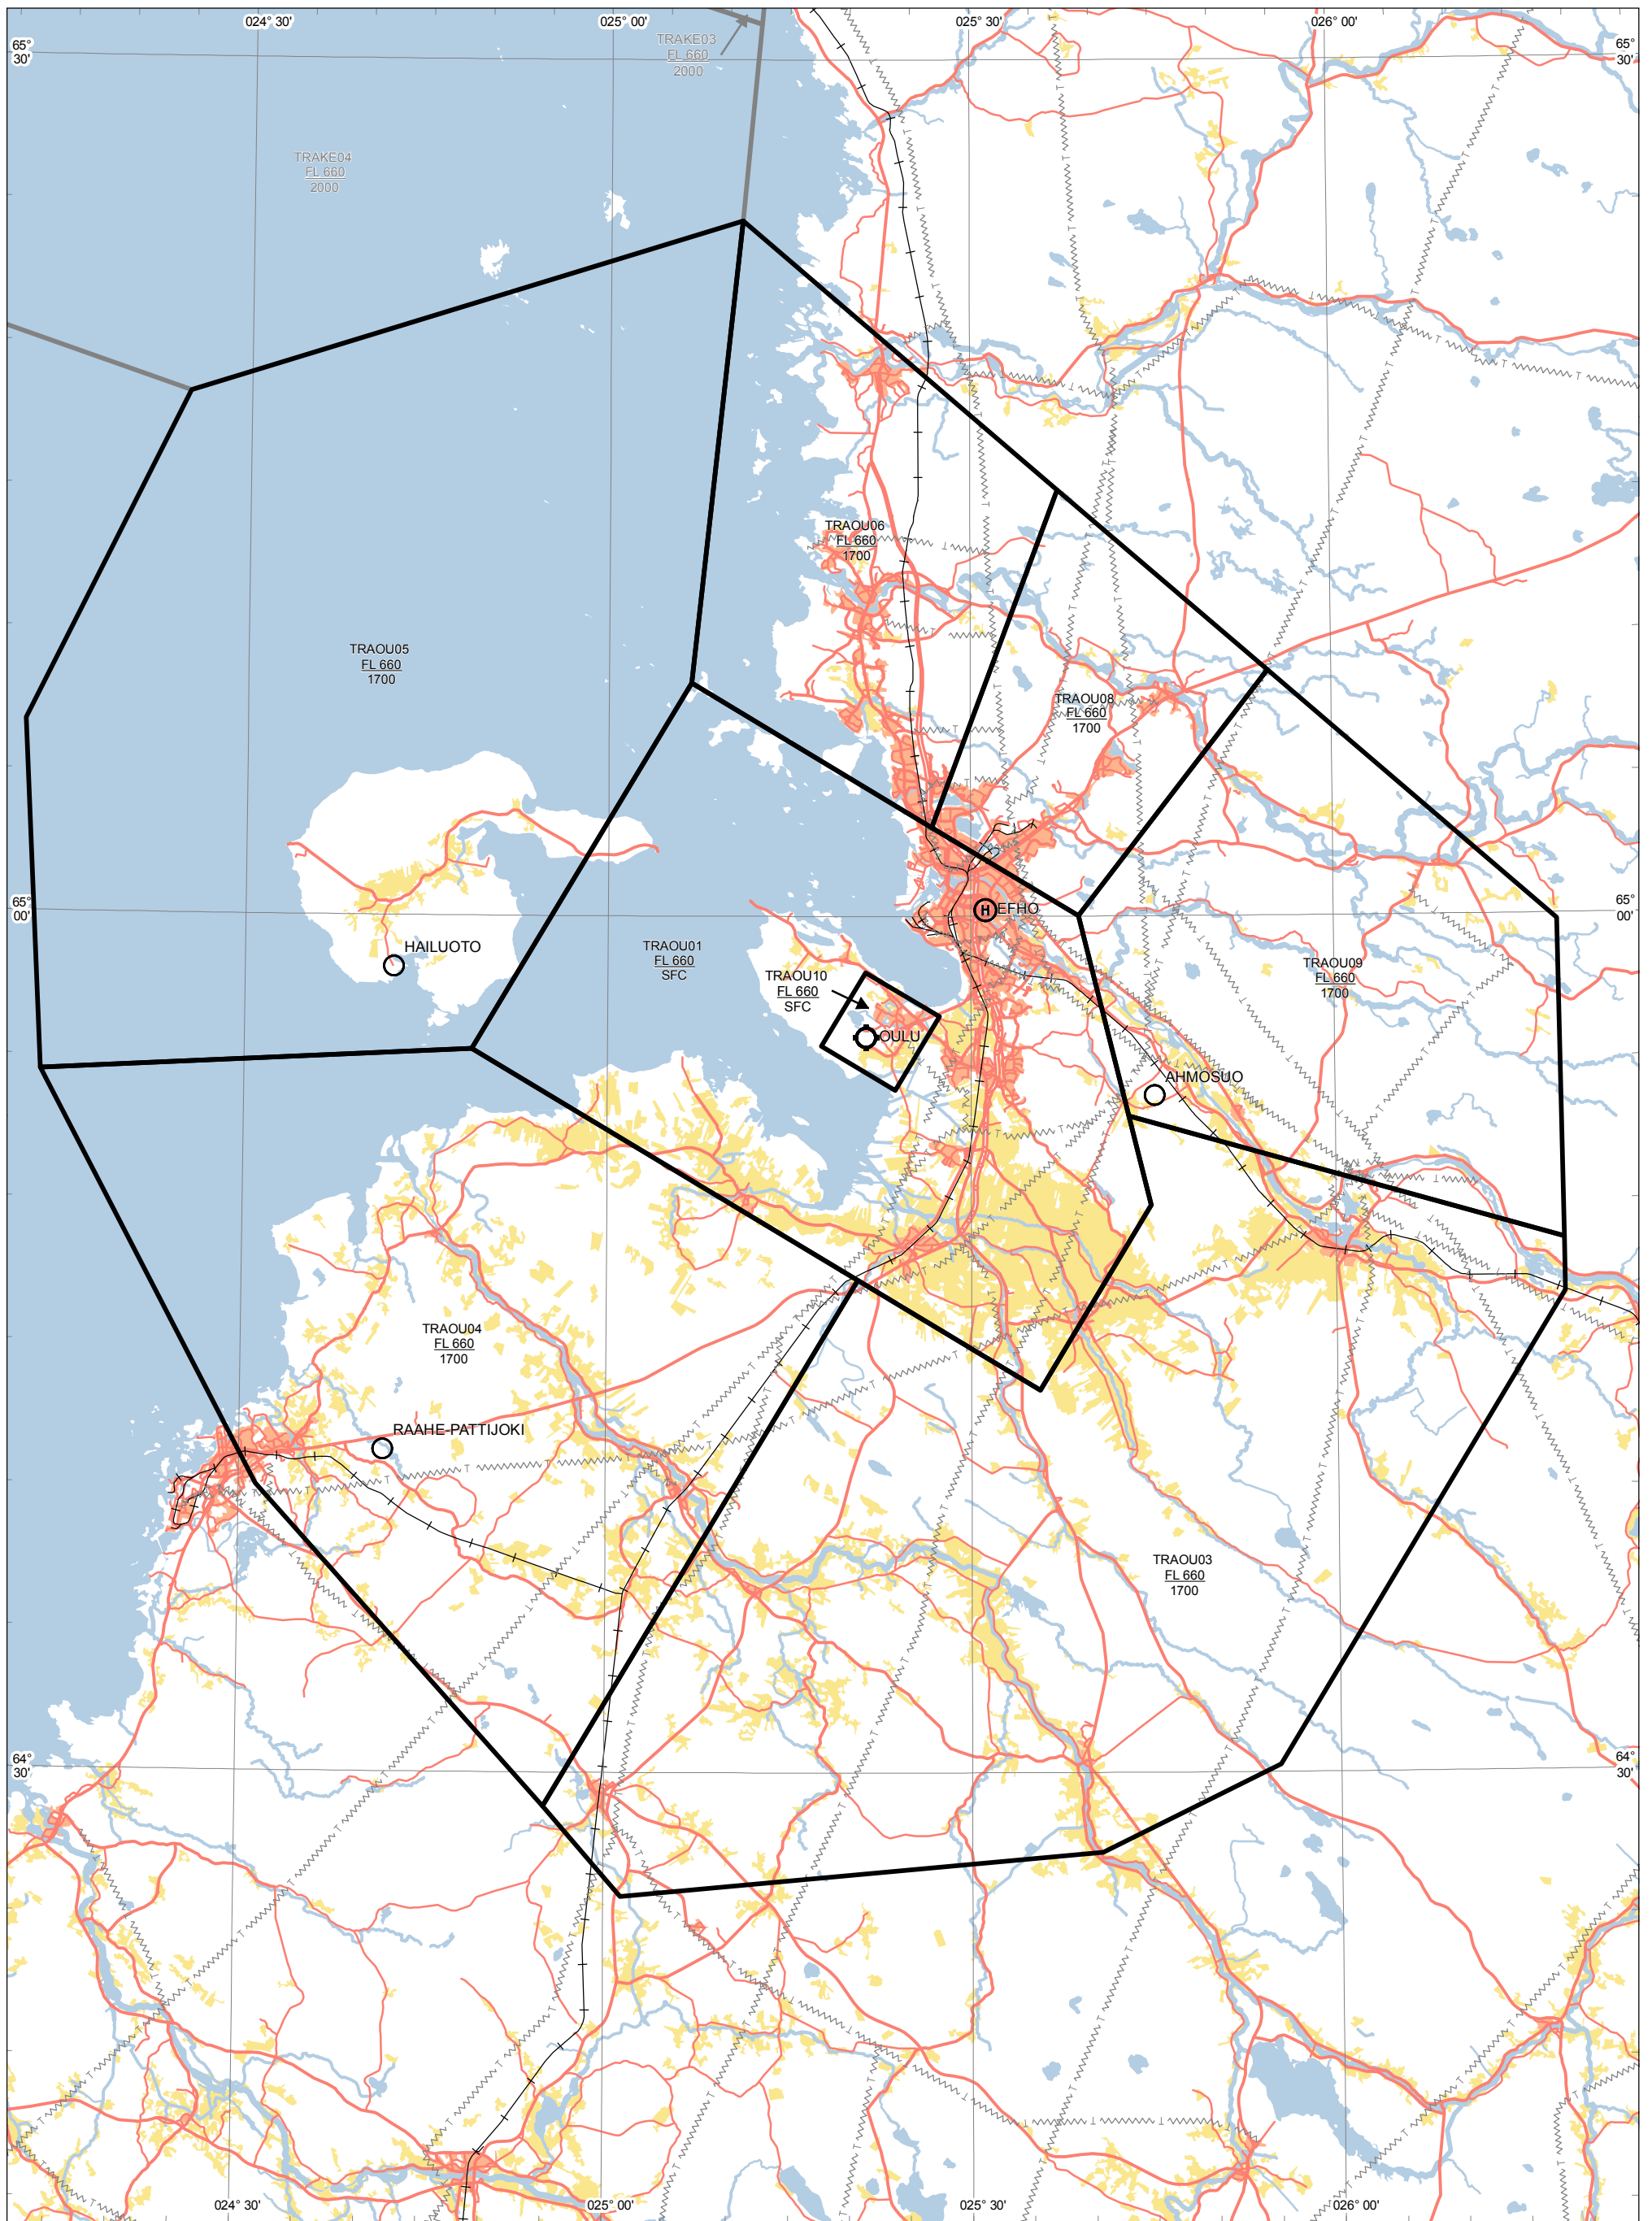 024° 30'
025° 00'
025° 30'
026° 00'
65°
30'
65°
30'
TRAKE03
FL 660
2000
TRAKE04
FL 660
2000
TRAOU06
FL 660
1700
TRAOU05
FL 660
1700
TRAOU08
FL 660
1700
65°
00'
65°
00'
H EFHO
HAILUOTO
TRAOU01
FL 660
SFC
TRAOU10
FL 660
SFC
TRAOU09
FL 660
1700
OULU
AHMOSUO
TRAOU04
FL 660
1700
RAAHE-PATTIJOKI
TRAOU03
FL 660
1700
64°
30'
64°
30'
024° 30'
025° 00'
025° 30'
026° 00'